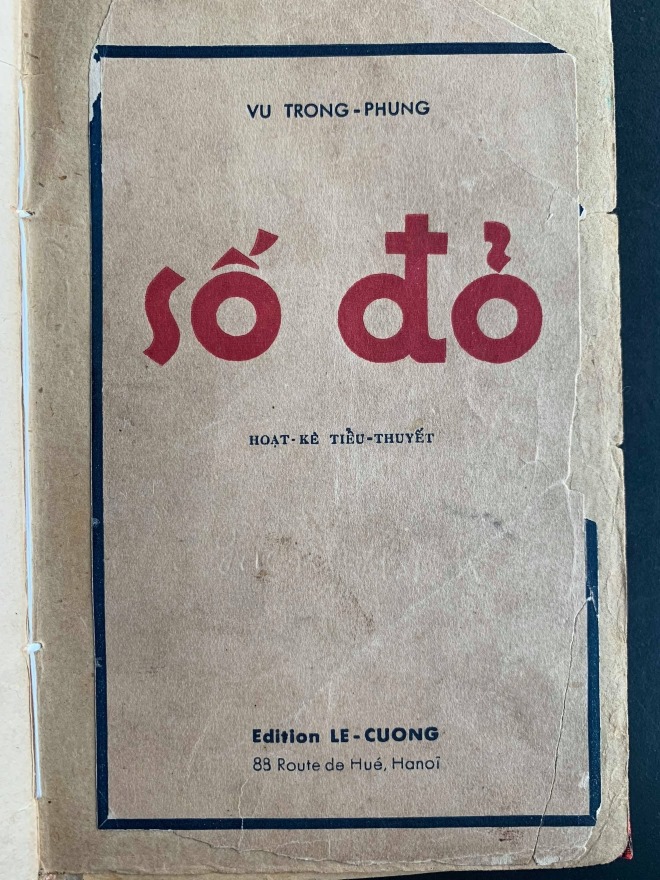 VU TRONG-PHUNG
số đỏ
HOẠT-KÊ TIỂU-THUYẾT
Edition LE-CUONG
88 Route de Hué, Hanoï